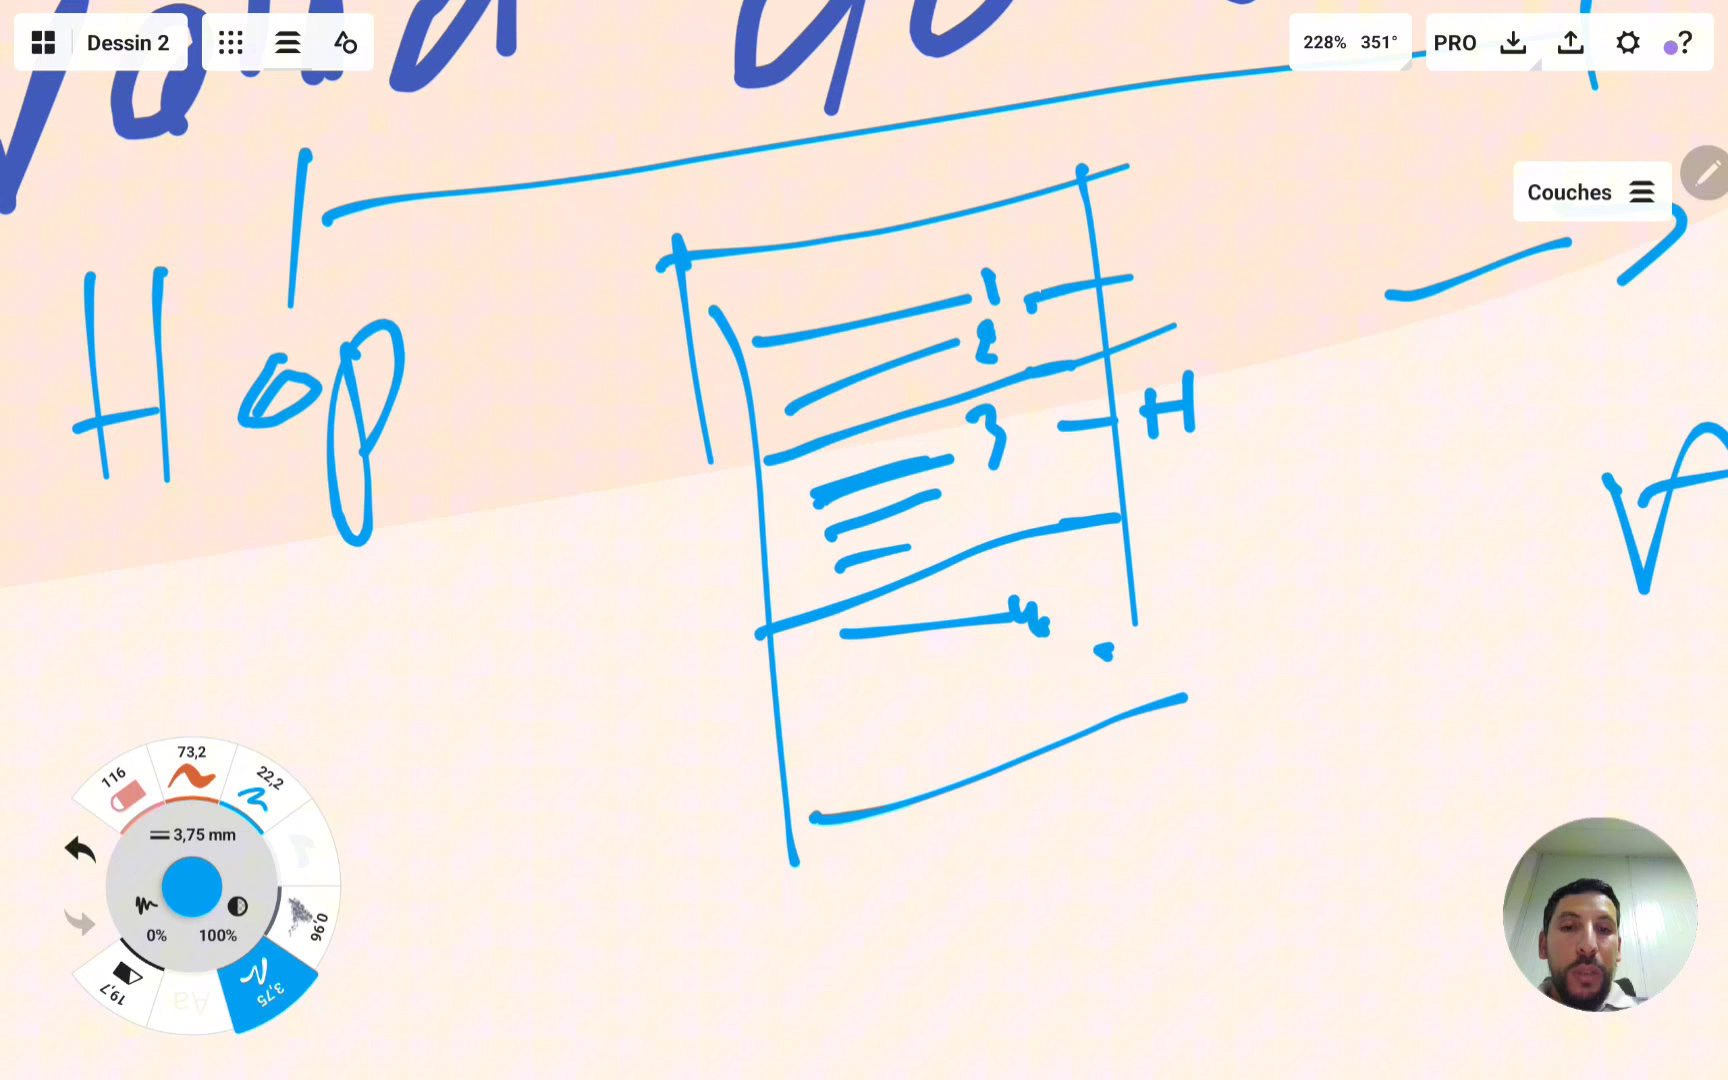 Dessin 2
228% 351° PRO ?
Couches
1
2
H
3
Hop
4
73,2
116
22,2
3,75 mm
0% 100%
0,96
3,75
Aa
19,7